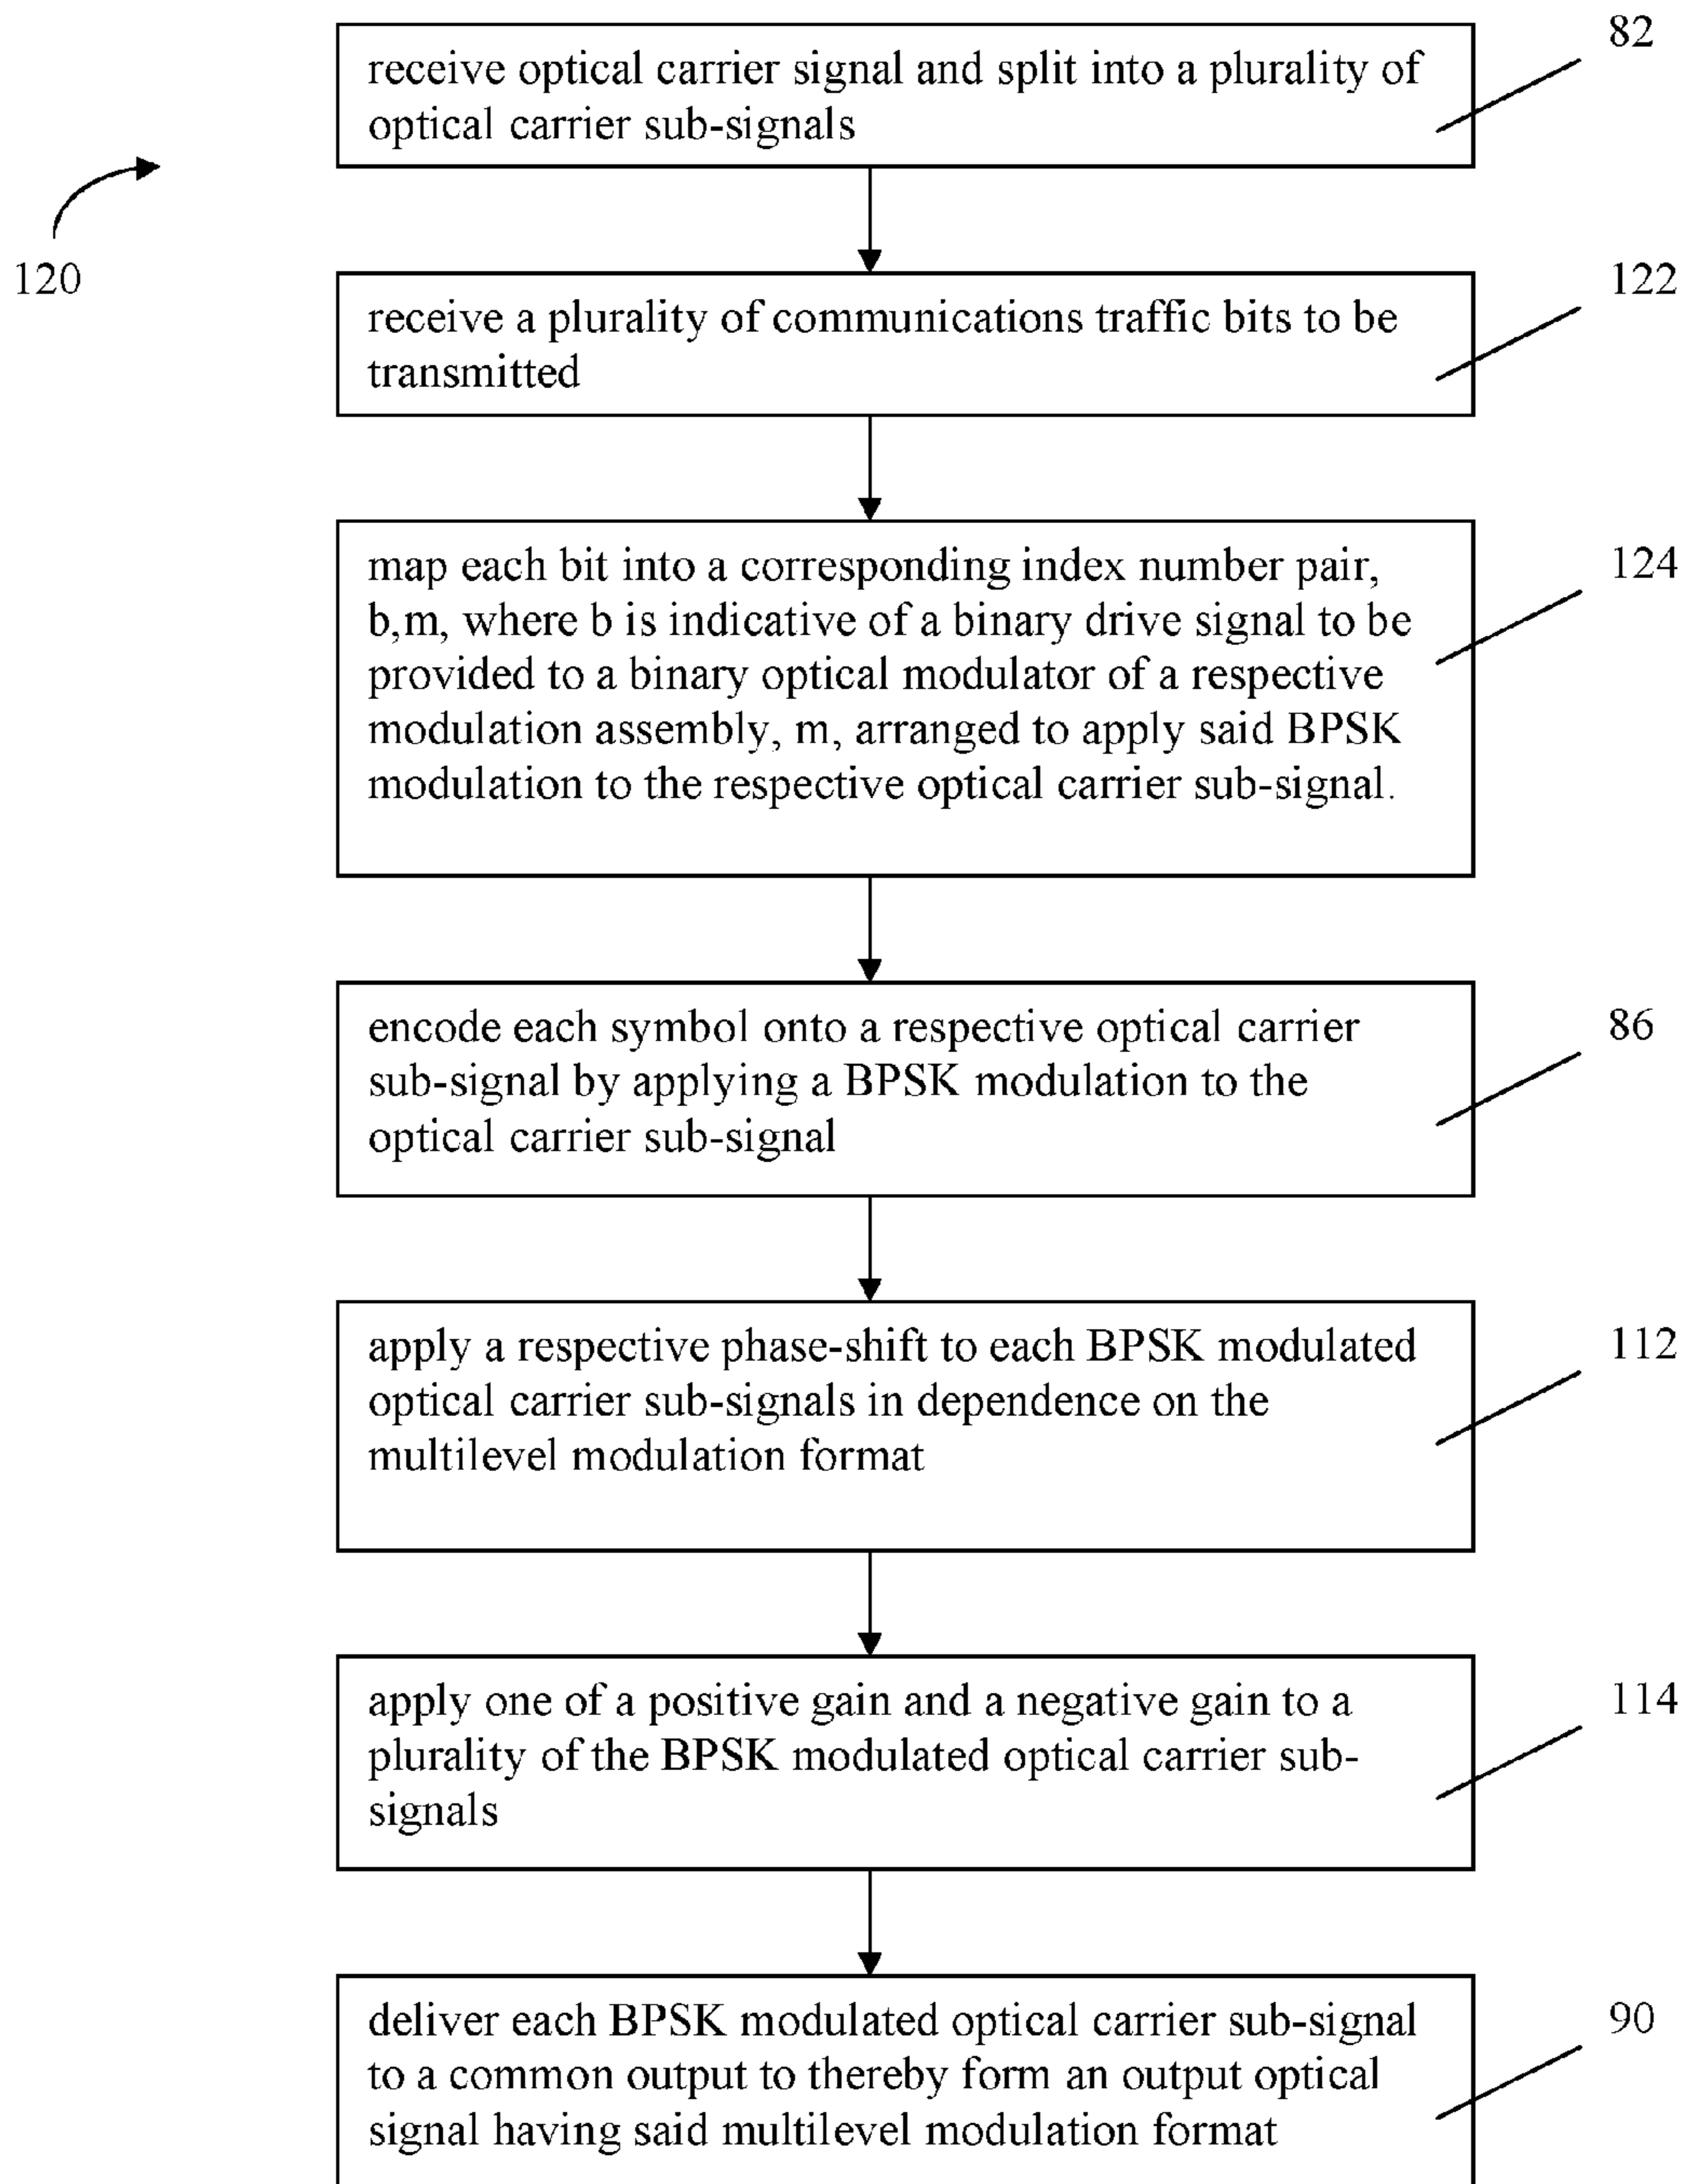 82
receive optical carrier signal and split into a plurality of
optical carrier sub-signals
120
122
receive a plurality of communications traffic bits to be
transmitted
124
map each bit into a corresponding index number pair,
b,m, where b is indicative of a binary drive signal to be
provided to a binary optical modulator of a respective
modulation assembly, m, arranged to apply said BPSK
modulation to the respective optical carrier sub-signal.
86
encode each symbol onto a respective optical carrier
sub-signal by applying a BPSK modulation to the
optical carrier sub-signal
112
apply a respective phase-shift to each BPSK modulated
optical carrier sub-signals in dependence on the
multilevel modulation format
114
apply one of a positive gain and a negative gain to a
plurality of the BPSK modulated optical carrier sub-
signals
90
deliver each BPSK modulated optical carrier sub-signal
to a common output to thereby form an output optical
signal having said multilevel modulation format